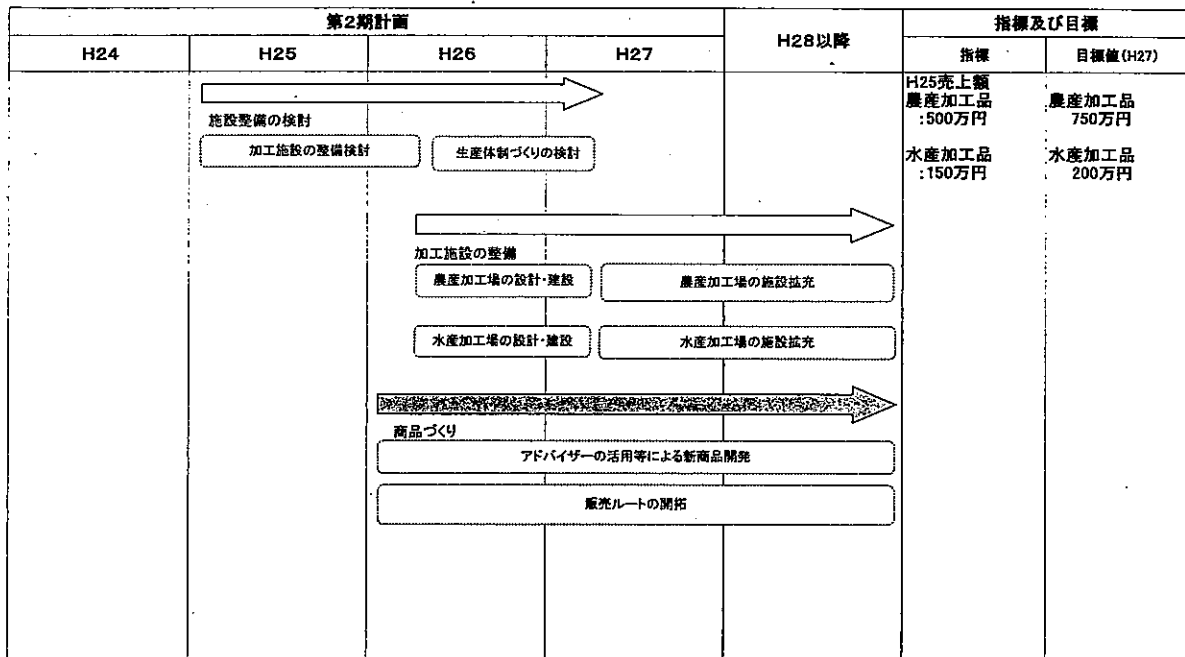 第2期計画
H28以降
指標及び目標
H24
H25
H26
H27
指標
目標値(H27)
H25売上額
農産加工品
:500万円
農産加工品
750万円
施設整備の検討
加工施設の整備検討
生産体制づくりの検討
水産加工品
:150万円
水産加工品
200万円
加工施設の整備
農産加工場の設計・建設
農産加工場の施設拡充
水産加工場の設計・建設
水産加工場の施設拡充
商品づくり
アドバイザーの活用等による新商品開発
販売ルートの開拓